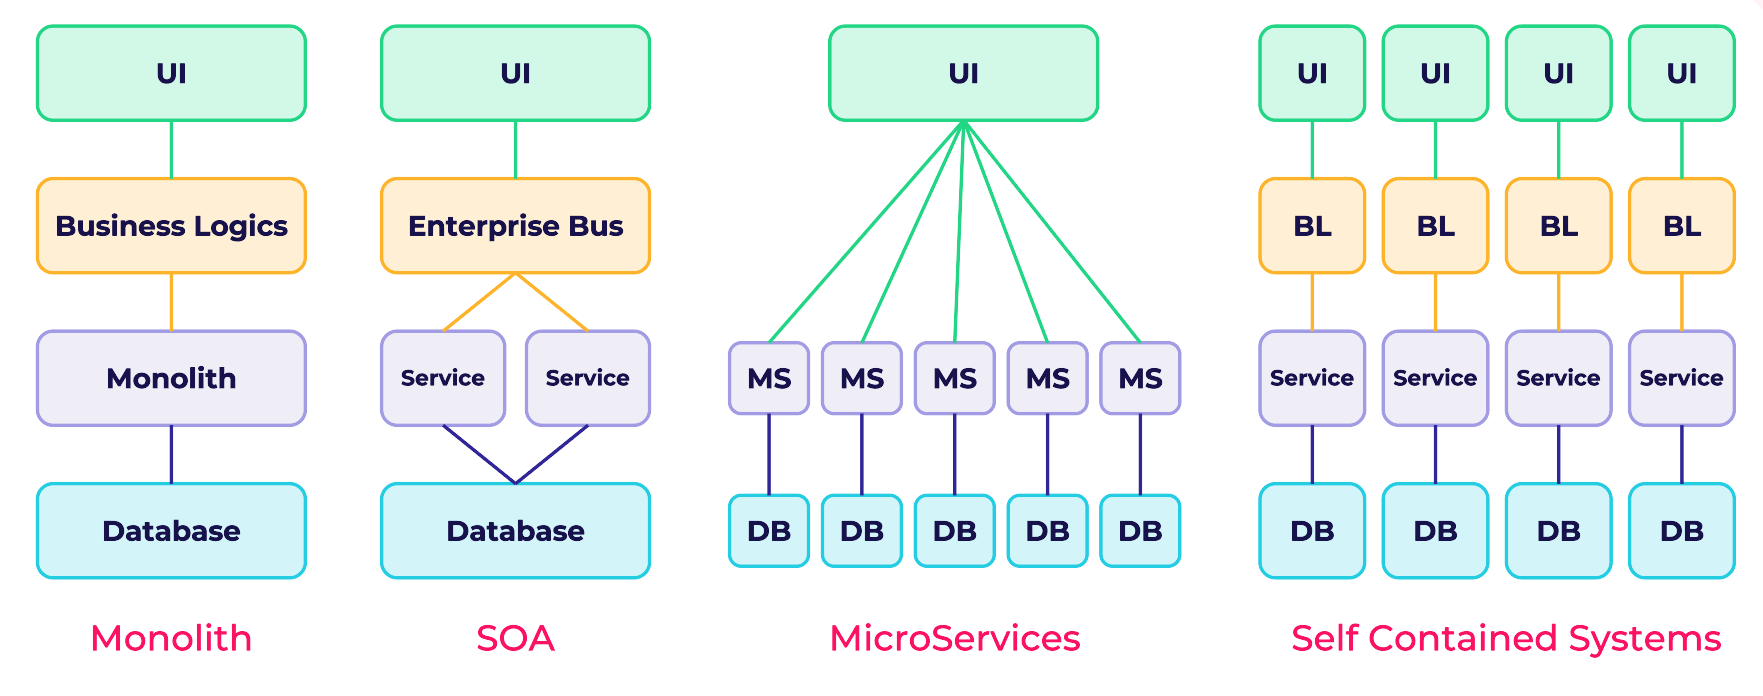 UI
Business Logics
Monolith
Database
Monolith
UI
Enterprise Bus
Service Service
Database
SOA
UI
MS MS MS MS MS
DB DB DB DB DB
MicroServices
UI UI UI UI
BL BL BL BL
Service Service Service Service
DB DB DB DB
Self Contained Systems